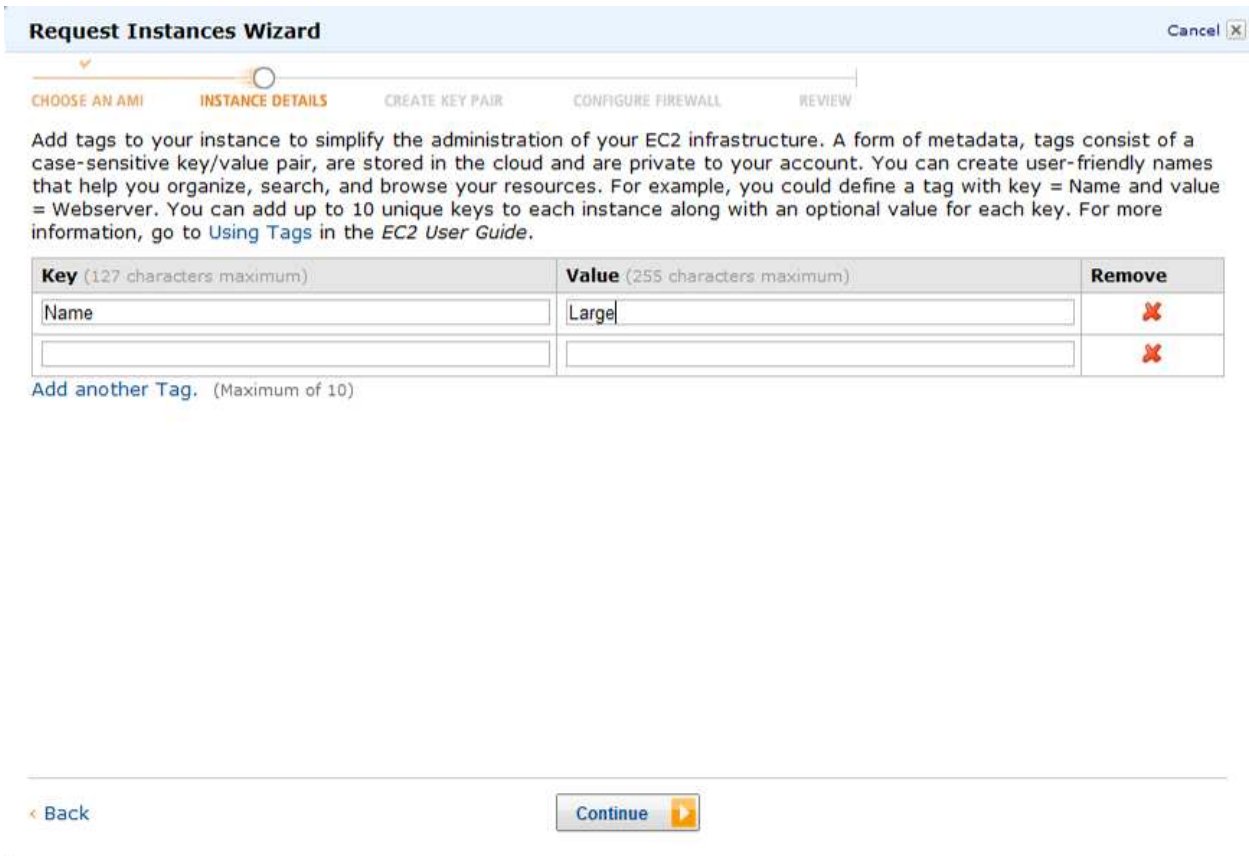 Request Instances Wizard
Cancel
CHOOSE AN AMI INSTANCE DETAILS CREATE KEY PAIR CONFIGURE FIREWALL REVIEW
Add tags to your instance to simplify the administration of your EC2 infrastructure. A form of metadata, tags consist of a
case-sensitive key/value pair, are stored in the cloud and are private to your account. You can create user-friendly names
that help you organize, search, and browse your resources. For example, you could define a tag with key = Name and value
= Webserver. You can add up to 10 unique keys to each instance along with an optional value for each key. For more
information, go to Using Tags in the EC2 User Guide.
Key (127 characters maximum) Value (255 characters maximum) Remove
Name Large
Add another Tag. (Maximum of 10)
< Back Continue